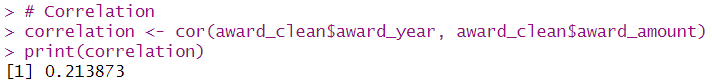 > # Correlation
> correlation <- cor(award_clean$award_year, award_clean$award_amount)
> print(correlation)
[1] 0.213873